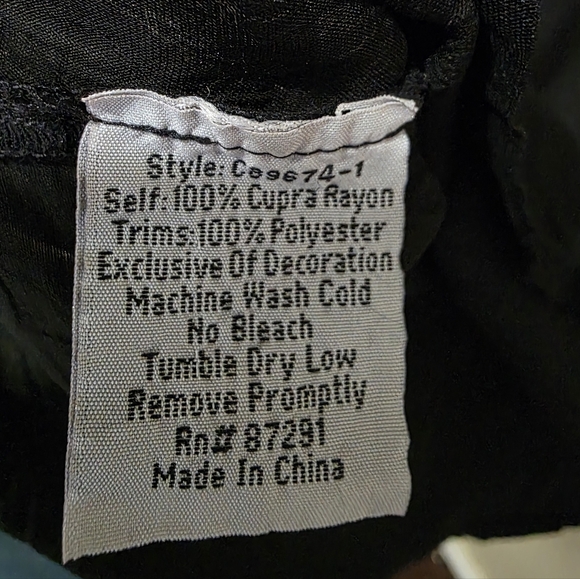 Style: C89674-1
Self: 100% Cupra Rayon
Trims: 100% Polyester
Exclusive Of Decoration
Machine Wash Cold
No Bleach
Tumble Dry Low
Remove Promptly
Rn# 87291
Made In China